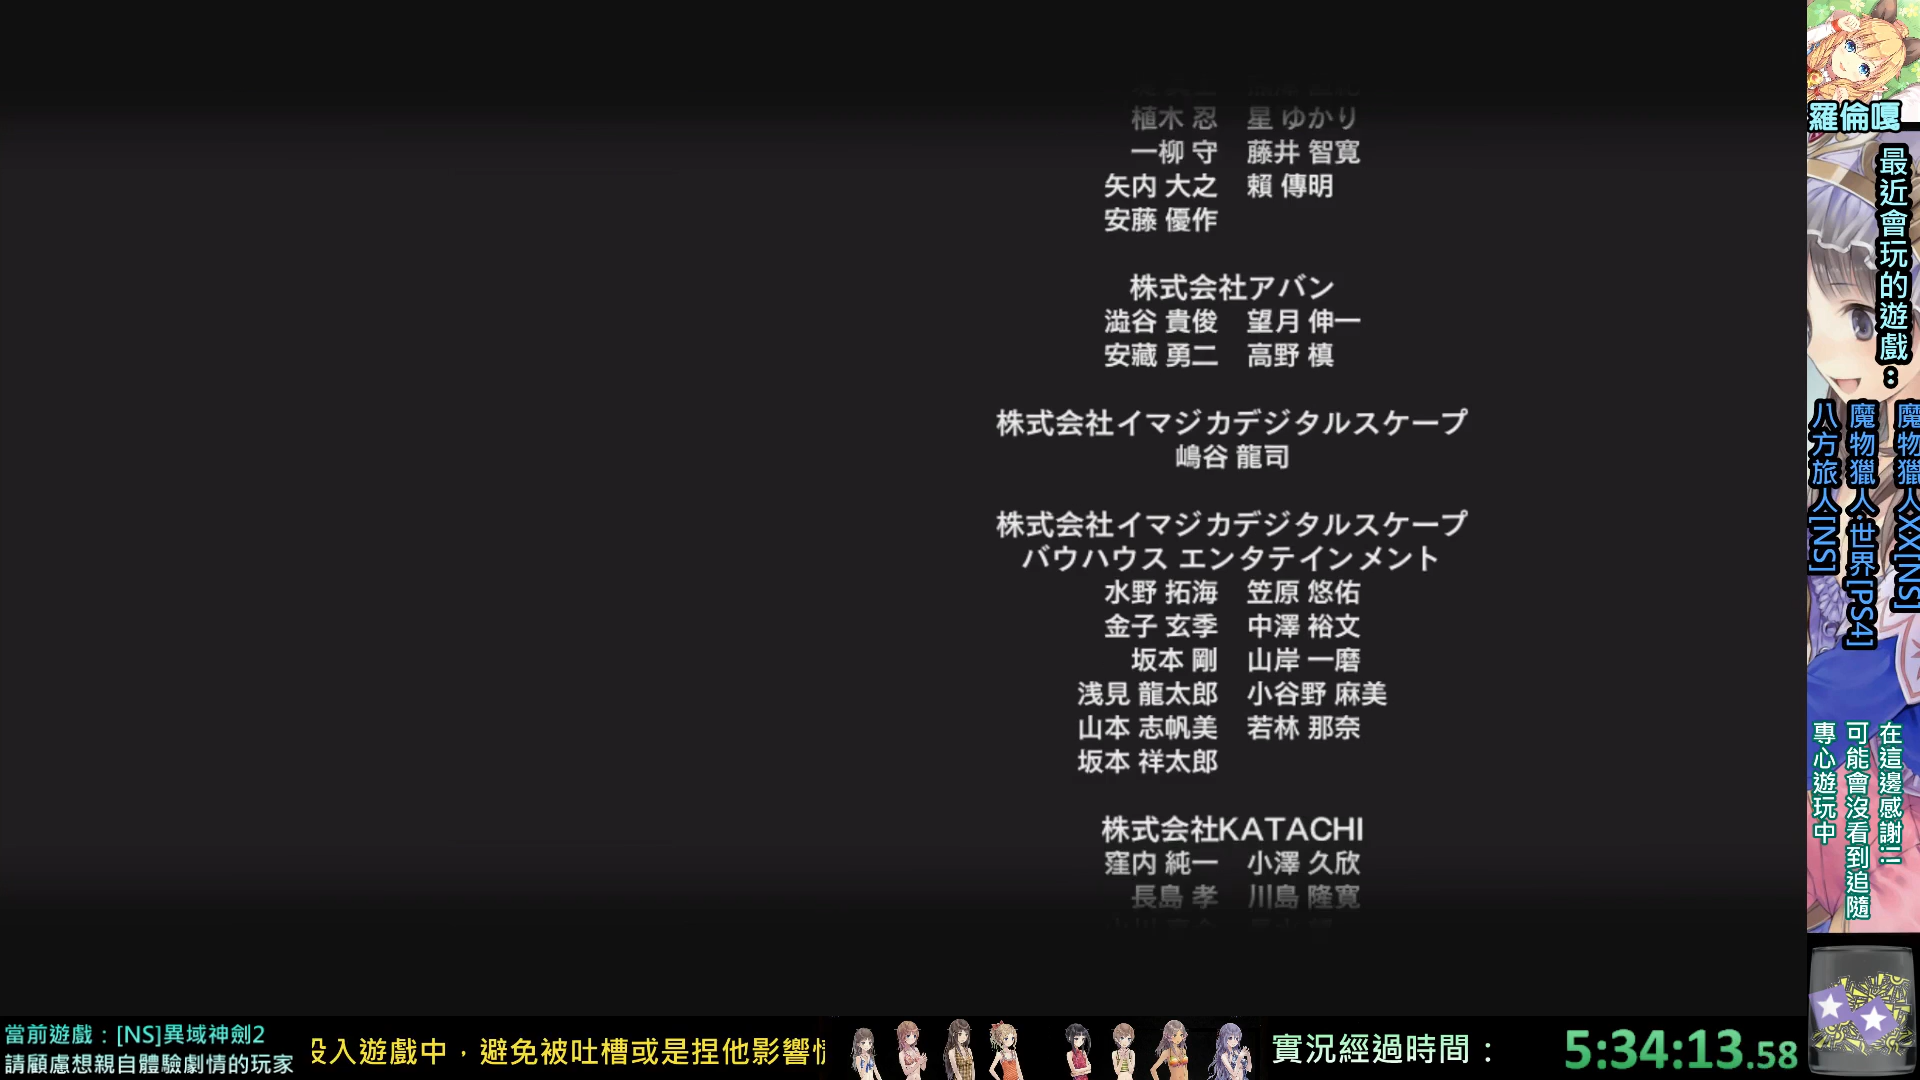 植木 忍 星 ゆかり
一柳 守 藤井 智寛
矢内 大之 賴 傳明
安藤 優作
株式会社アバン
澁谷 貴俊 望月 伸一
安藏 勇二 高野 槙
株式会社イマジカデジタルスケープ
嶋谷 龍司
株式会社イマジカデジタルスケープ
バウハウス エンタテインメント
水野 拓海 笠原 悠佑
金子 玄季 中澤 裕文
坂本 剛 山岸 一磨
浅見 龍太郎 小谷野 麻美
山本 志帆美 若林 那奈
坂本 祥太郎
株式会社KATACHI
窪内 純一 小澤 久欣
長島 孝 川島 隆寛
羅倫嘎
最近會玩的遊戲：
魔物獵人XX[NS]
魔物獵人:世界[PS4]
八方旅人[NS]
在這邊感謝!!
可能會沒看到追隨
專心遊玩中
當前遊戲：[NS]異域神劍2
請顧慮想親自體驗劇情的玩家
入遊戲中，避免被吐槽或是捏他影響
實況經過時間：
5:34:13.58